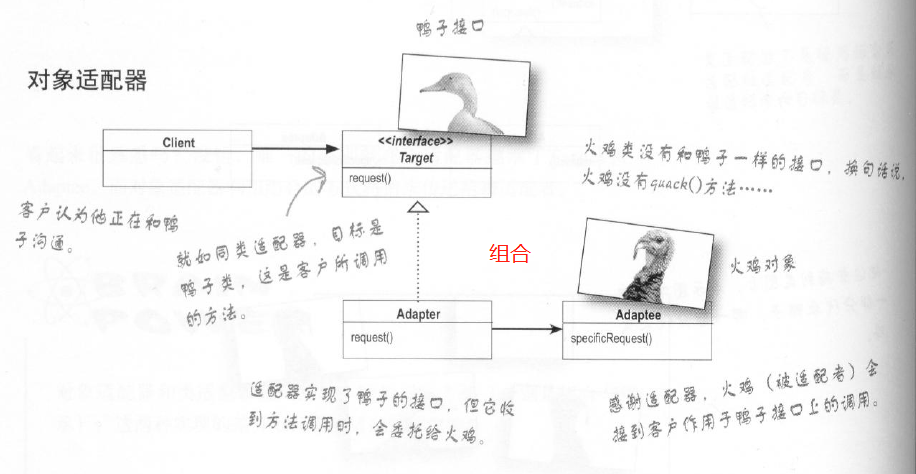 鸭子接口
对象适配器
Client
<<interface>>
Target
request()
火鸡类没有和鸭子一样的接口，换句话说，
火鸡没有quack()方法……
客户认为他正在和鸭
子沟通。
就如同类适配器，目标是
鸭子类，这是客户所调用
的方法。
组合
火鸡对象
Adapter
request()
Adaptee
specificRequest()
适配器实现了鸭子的接口，但它收
到方法调用时，会委托给火鸡。
感谢适配器，火鸡（被适配者）会
接到客户作用于鸭子接口上的调用。